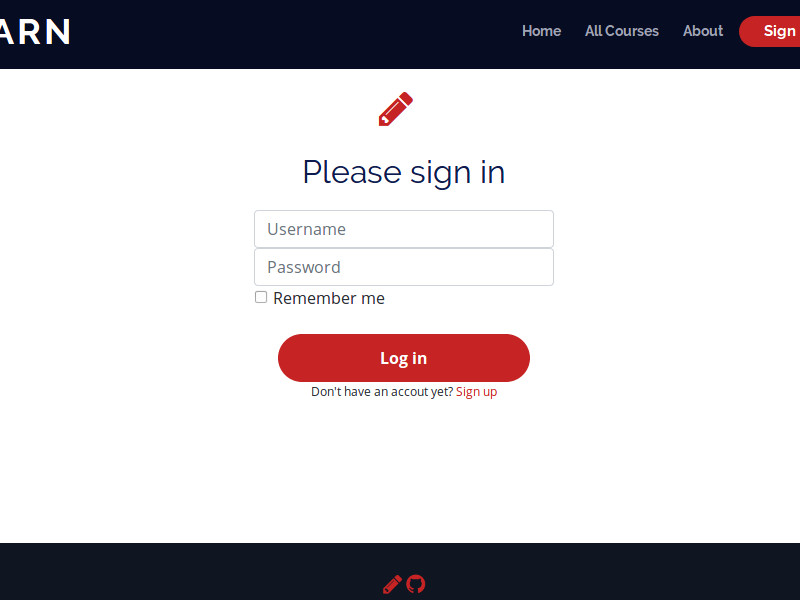 ARN
Home All Courses About Sign
Please sign in
Username
Password
Remember me
Log in
Don't have an accout yet? Sign up